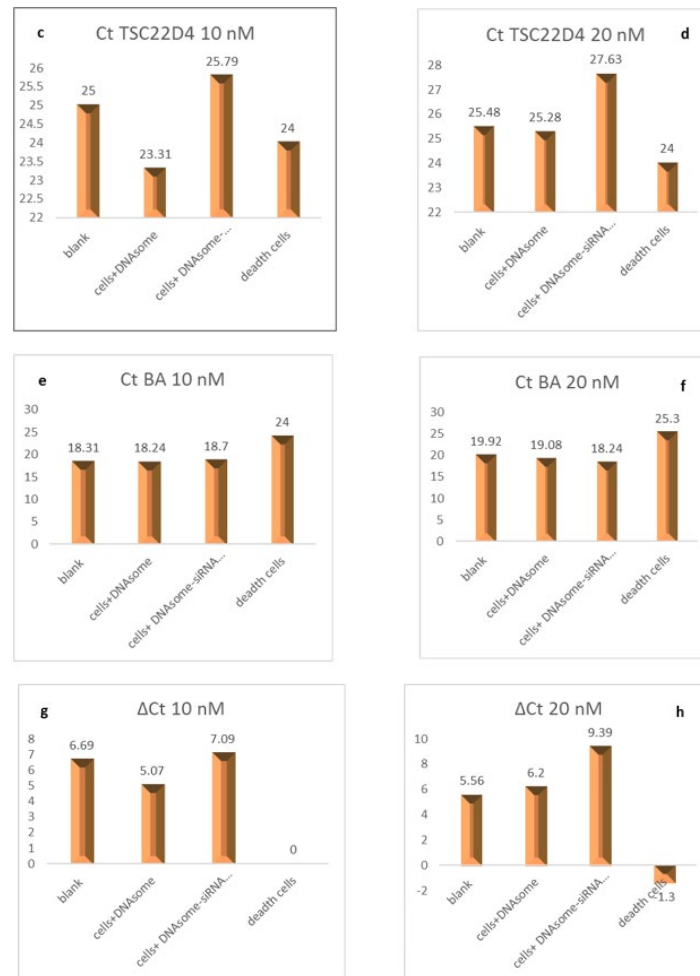 c
Ct TSC22D4 10 nM
26
25.5
25
24.5
24
23.5
23
22.5
22
25
23.31
25.79
24
blank
cells+DNAsome
cells+ DNAsome-...
deadth cells
d
Ct TSC22D4 20 nM
28
27
26
25
24
23
22
25.48
25.28
27.63
24
blank
cells+DNAsome
cells+ DNAsome-siRNA...
deadth cells
e
Ct BA 10 nM
30
25
20
15
10
5
0
18.31
18.24
18.7
24
blank
cells+DNAsome
cells+ DNAsome-siRNA...
deadth cells
f
Ct BA 20 nM
30
25
20
15
10
5
0
19.92
19.08
18.24
25.3
blank
cells+DNAsome
cells+ DNAsome-siRNA...
deadth cells
g
ΔCt 10 nM
8
7
6
5
4
3
2
1
0
6.69
5.07
7.09
0
blank
cells+DNAsome
cells+ DNAsome-siRNA...
deadth cells
h
ΔCt 20 nM
10
8
6
4
2
0
-2
5.56
6.2
9.39
-1.3
blank
cells+DNAsome
cells+ DNAsome-siRNA...
deadth cells